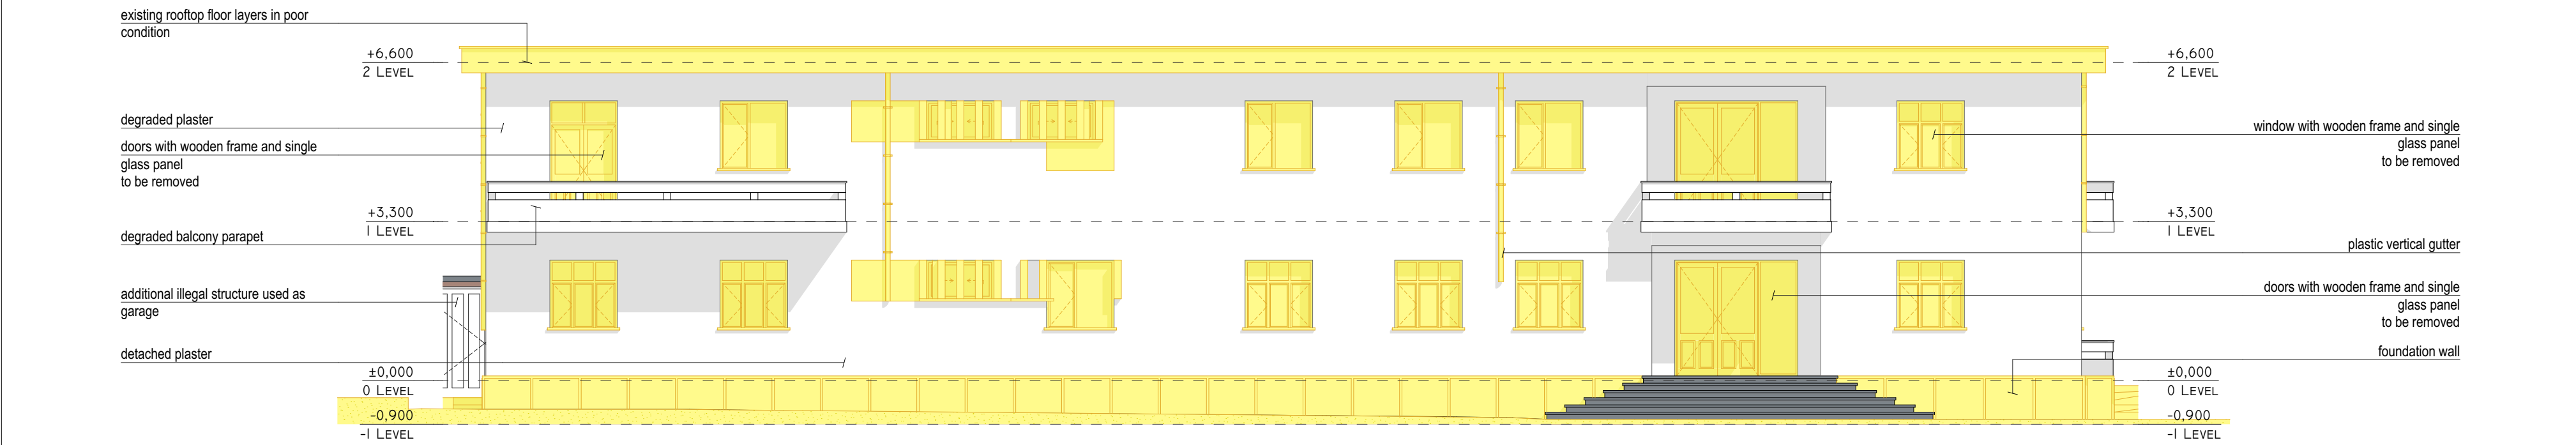 existing rooftop floor layers in poor
condition
+6,600
2 LEVEL
degraded plaster
doors with wooden frame and single
glass panel
to be removed
+3,300
1 LEVEL
degraded balcony parapet
additional illegal structure used as
garage
detached plaster
±0,000
0 LEVEL
-0,900
-1 LEVEL
+6,600
2 LEVEL
window with wooden frame and single
glass panel
to be removed
+3,300
1 LEVEL
plastic vertical gutter
doors with wooden frame and single
glass panel
to be removed
foundation wall
±0,000
0 LEVEL
-0,900
-1 LEVEL